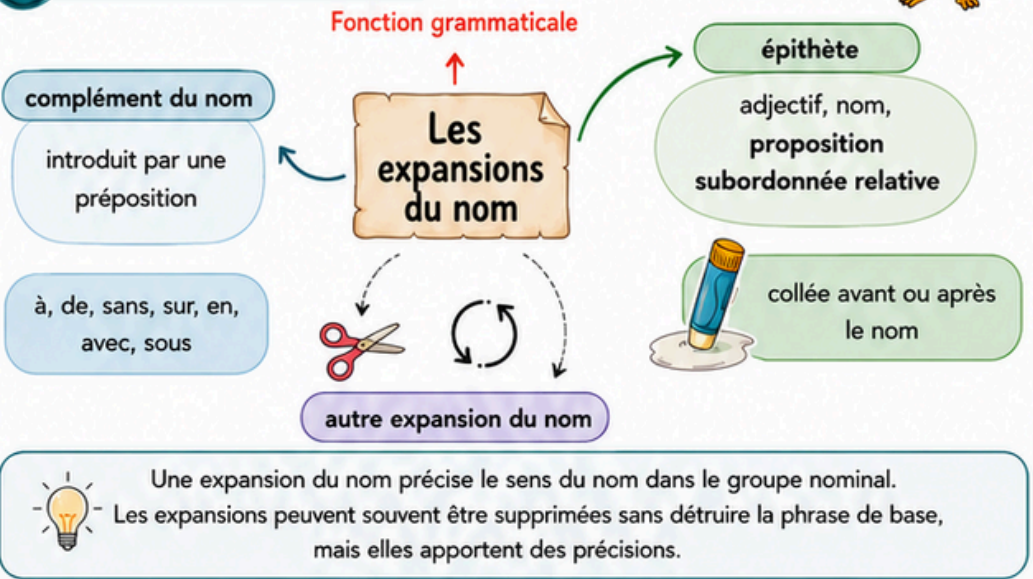 Fonction grammaticale
complément du nom
introduit par une
préposition
à, de, sans, sur, en,
avec, sous
Les
expansions
du nom
épithète
adjectif, nom,
proposition
subordonnée relative
collée avant ou après
le nom
autre expansion du nom
Une expansion du nom précise le sens du nom dans le groupe nominal.
Les expansions peuvent souvent être supprimées sans détruire la phrase de base,
mais elles apportent des précisions.